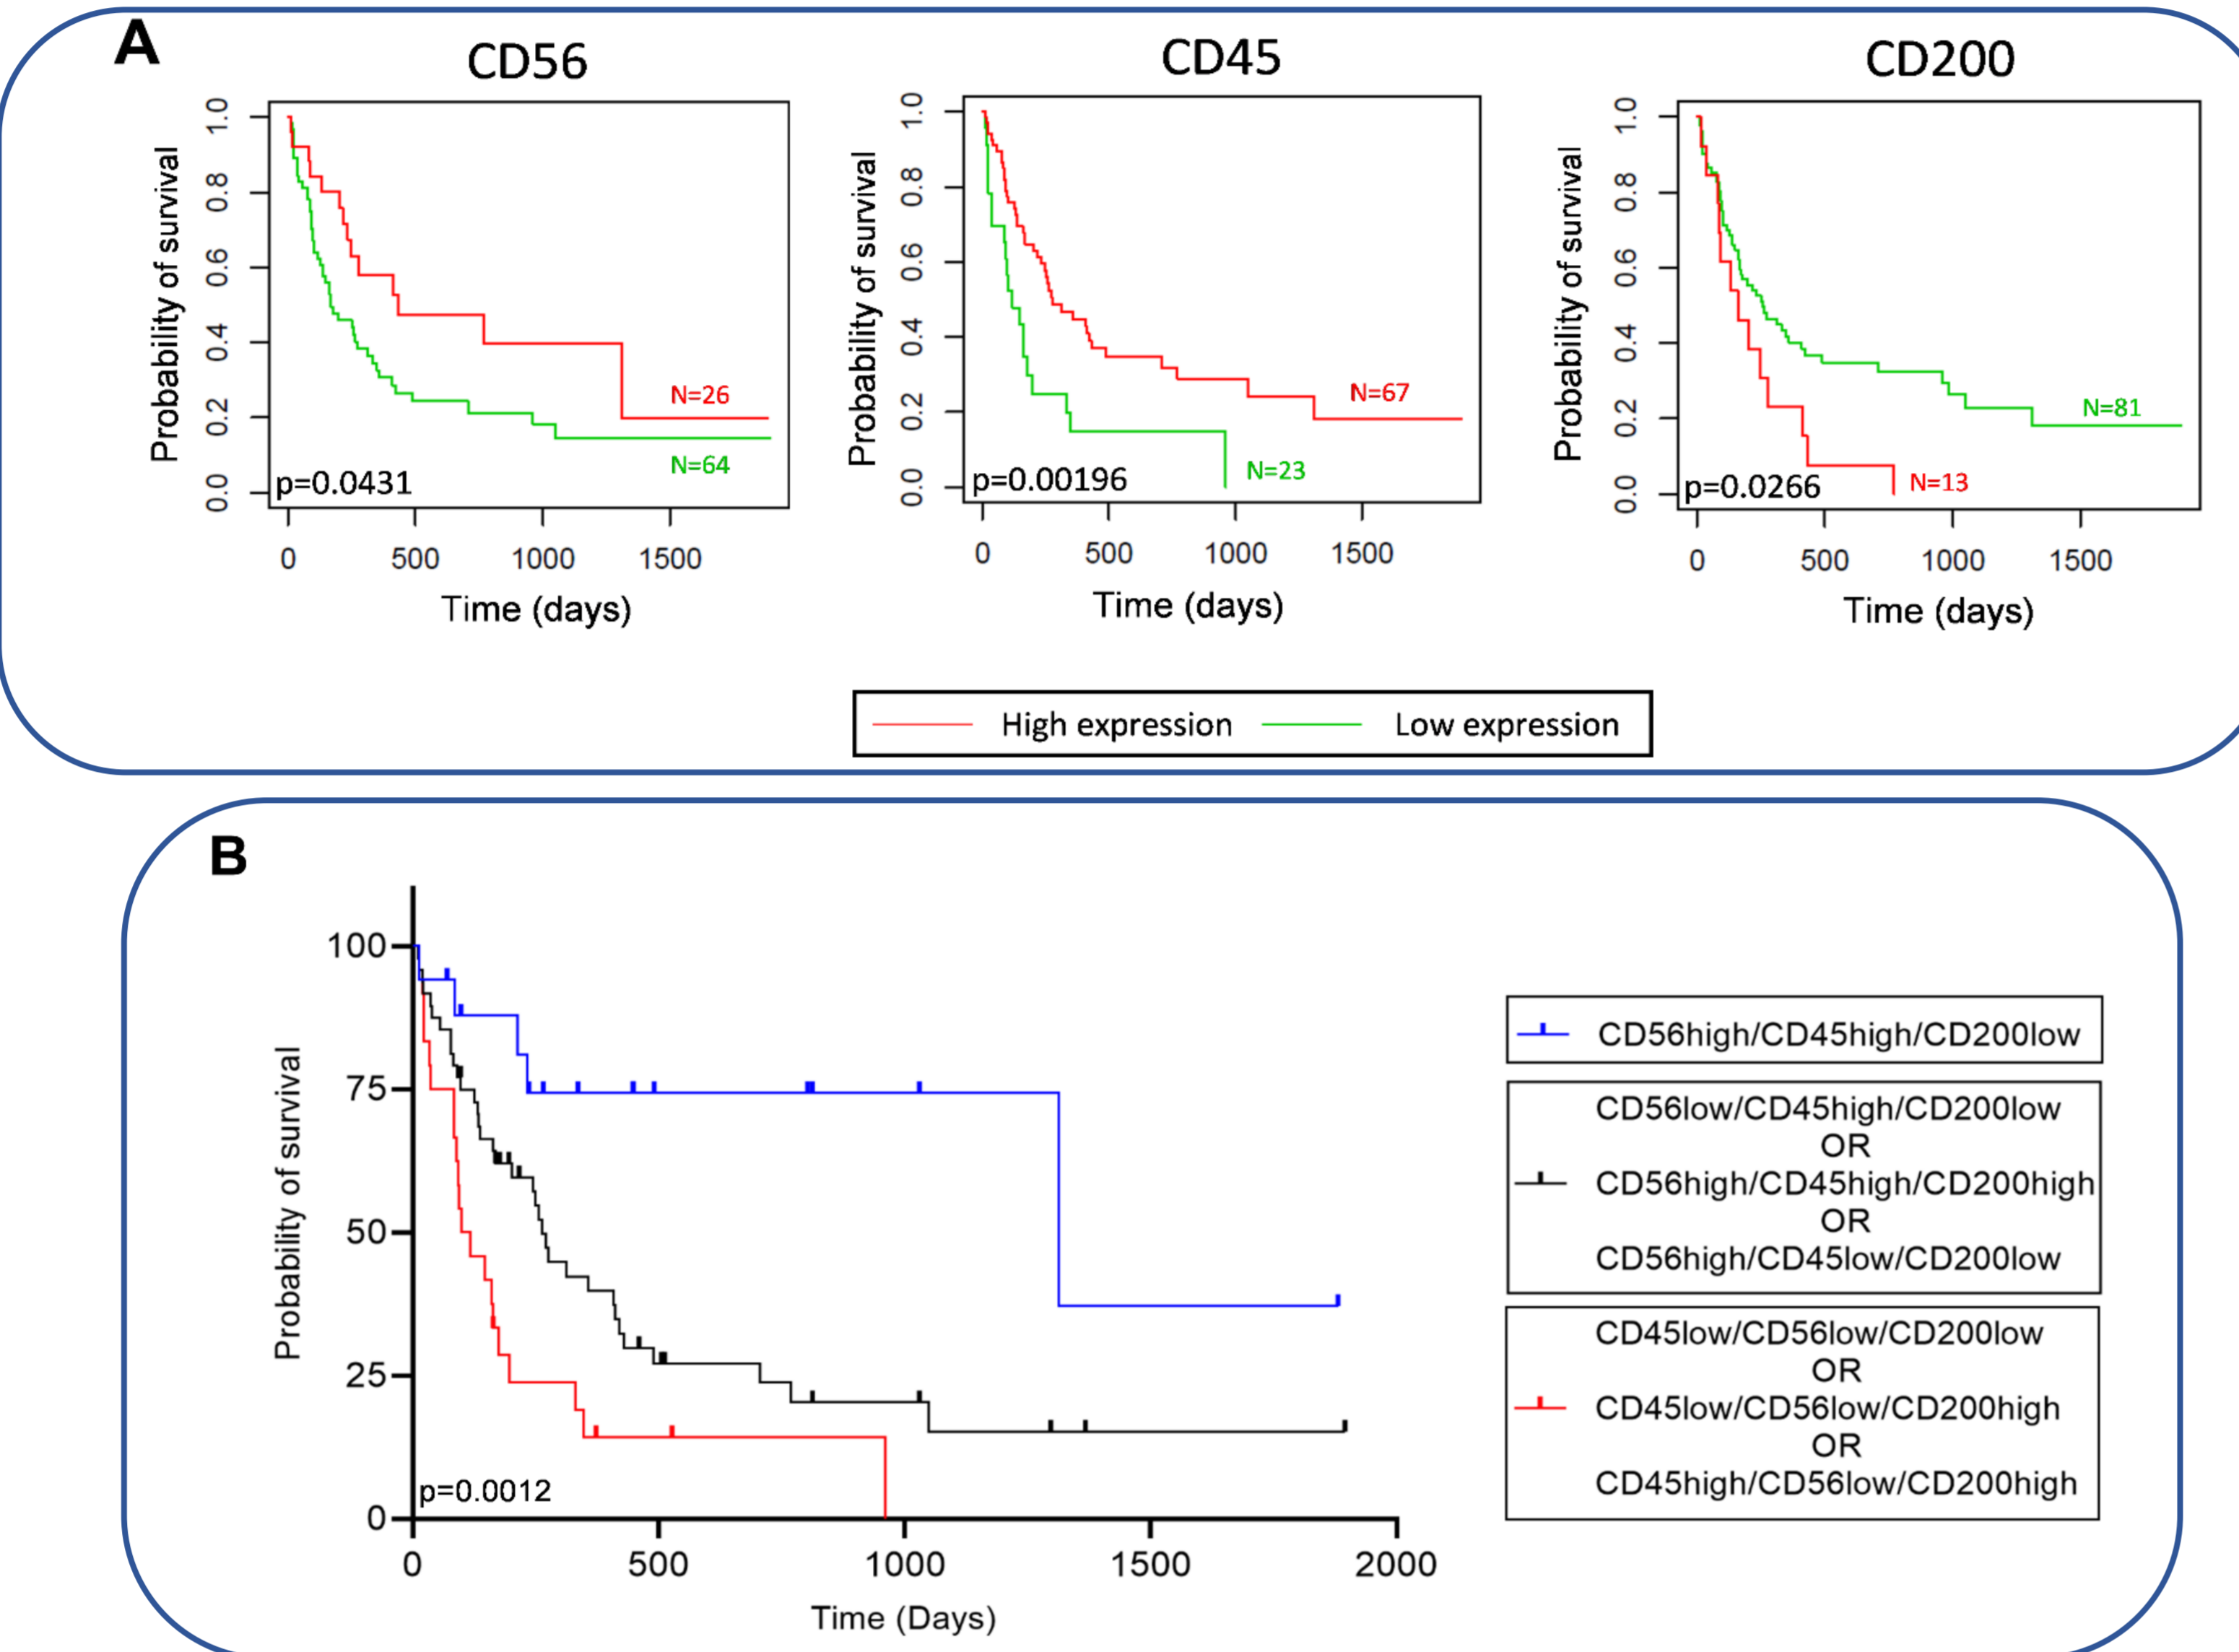 A
CD56
CD45
CD200
Probability of survival
1.0
0.8
0.6
0.4
0.2
0.0
N=26
N=64
p=0.0431
0 500 1000 1500
Time (days)
Probability of survival
1.0
0.8
0.6
0.4
0.2
0.0
N=67
N=23
p=0.00196
0 500 1000 1500
Time (days)
Probability of survival
1.0
0.8
0.6
0.4
0.2
0.0
N=81
N=13
p=0.0266
0 500 1000 1500
Time (days)
High expression Low expression
B
Probability of survival
100
75
50
25
0
p=0.0012
0 500 1000 1500 2000
Time (Days)
CD56high/CD45high/CD200low
CD56low/CD45high/CD200low
OR
CD56high/CD45high/CD200high
OR
CD56high/CD45low/CD200low
CD45low/CD56low/CD200low
OR
CD45low/CD56low/CD200high
OR
CD45high/CD56low/CD200high